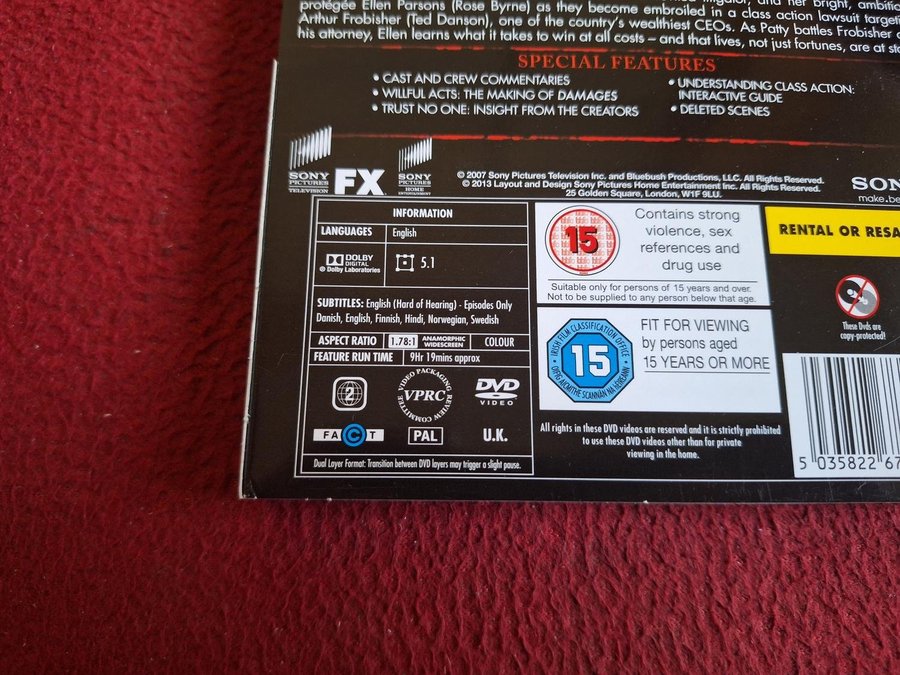 protégée Ellen Parsons (Rose Byrne) as they become embroiled in a class action lawsuit targeti
Arthur Frobisher (Ted Danson), one of the country's wealthiest CEOs. As Patty battles Frobisher
his attorney, Ellen learns what it takes to win at all costs – and that lives, not just fortunes, are at
SPECIAL FEATURES
• CAST AND CREW COMMENTARIES
• WILLFUL ACTS: THE MAKING OF DAMAGES
• TRUST NO ONE: INSIGHT FROM THE CREATORS
• UNDERSTANDING CLASS ACTION:
INTERACTIVE GUIDE
• DELETED SCENES
SONY
PICTURES
TELEVISION
FX
SONY
PICTURES
HOME
ENTERTAINMENT
© 2007 Sony Pictures Television Inc. and Bluebush Productions, LLC. All Rights Reserved.
© 2013 Layout and Design Sony Pictures Home Entertainment Inc. All Rights Reserved.
25 Golden Square, London, W1F 9LU.
SON
make.be
INFORMATION
LANGUAGES
English
DOLBY
DIGITAL
© Dolby Laboratories
5.1
SUBTITLES: English (Hard of Hearing) - Episodes Only
Danish, English, Finnish, Hindi, Norwegian, Swedish
ASPECT RATIO
1.78:1
ANAMORPHIC
WIDESCREEN
COLOUR
FEATURE RUN TIME
9Hr 19mins approx
2
VIDEO PACKAGING
REVIEW COMMITTEE
VPRC
DVD
VIDEO
FACT
PAL
U.K.
Dual Layer Format: Transition between DVD layers may trigger a slight pause.
15
Contains strong
violence, sex
references and
drug use
Suitable only for persons of 15 years and over.
Not to be supplied to any person below that age.
IRISH FILM CLASSIFICATION OFFICE
OIFIG AICMITHE SCANNÁN NA hÉIREANN
15
FIT FOR VIEWING
by persons aged
15 YEARS OR MORE
All rights in these DVD videos are reserved and it is strictly prohibited
to use these DVD videos other than for private
viewing in the home.
RENTAL OR RESA
These Dvds are
copy-protected!
5 035822 67